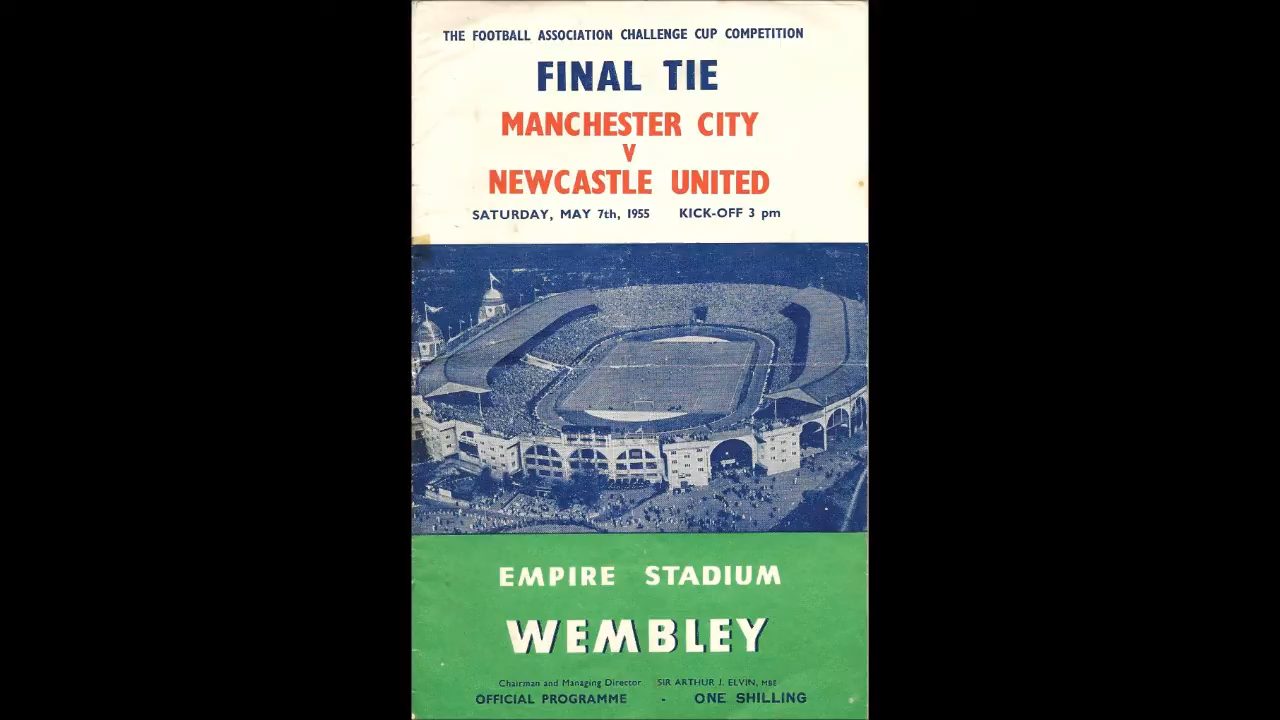 THE FOOTBALL ASSOCIATION CHALLENGE CUP COMPETITION
FINAL TIE
MANCHESTER CITY
V
NEWCASTLE UNITED
SATURDAY, MAY 7th, 1955 KICK-OFF 3 pm
EMPIRE STADIUM
WEMBLEY
Chairman and Managing Director SIR ARTHUR J. ELVIN, MBE
OFFICIAL PROGRAMME - ONE SHILLING